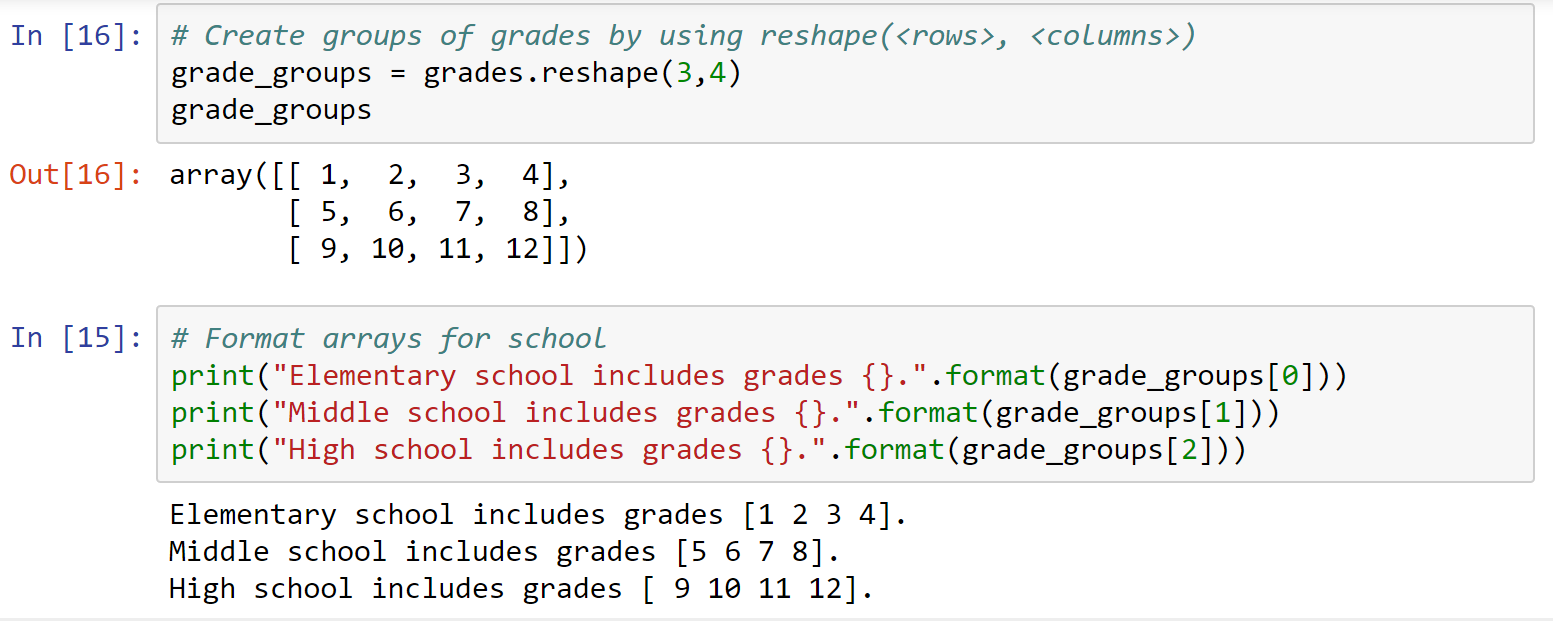 In [16]: # Create groups of grades by using reshape(<rows>, <columns>)
grade_groups = grades.reshape(3,4)
grade_groups
Out[16]: array([[ 1,  2,  3,  4],
       [ 5,  6,  7,  8],
       [ 9, 10, 11, 12]])
In [15]: # Format arrays for school
print("Elementary school includes grades {}.".format(grade_groups[0]))
print("Middle school includes grades {}.".format(grade_groups[1]))
print("High school includes grades {}.".format(grade_groups[2]))
Elementary school includes grades [1 2 3 4].
Middle school includes grades [5 6 7 8].
High school includes grades [ 9 10 11 12].